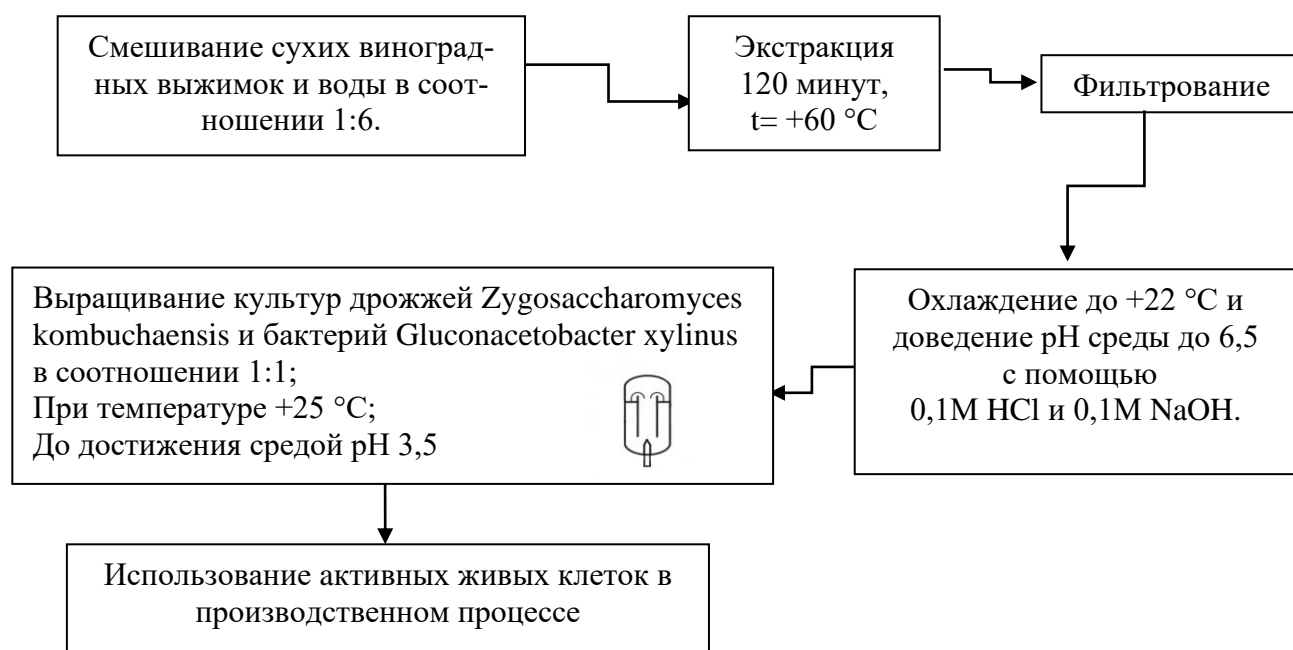 Смешивание сухих виноград-
ных выжимок и воды в соот-
ношении 1:6.
Экстракция
120 минут,
t= +60 °C
Фильтрование
Охлаждение до +22 °C и
доведение pH среды до 6,5
с помощью
0,1М HCl и 0,1М NaOH.
Выращивание культур дрожжей Zygosaccharomyces
kombuchaensis и бактерий Gluconacetobacter xylinus
в соотношении 1:1;
При температуре +25 °C;
До достижения средой pH 3,5
Использование активных живых клеток в
производственном процессе